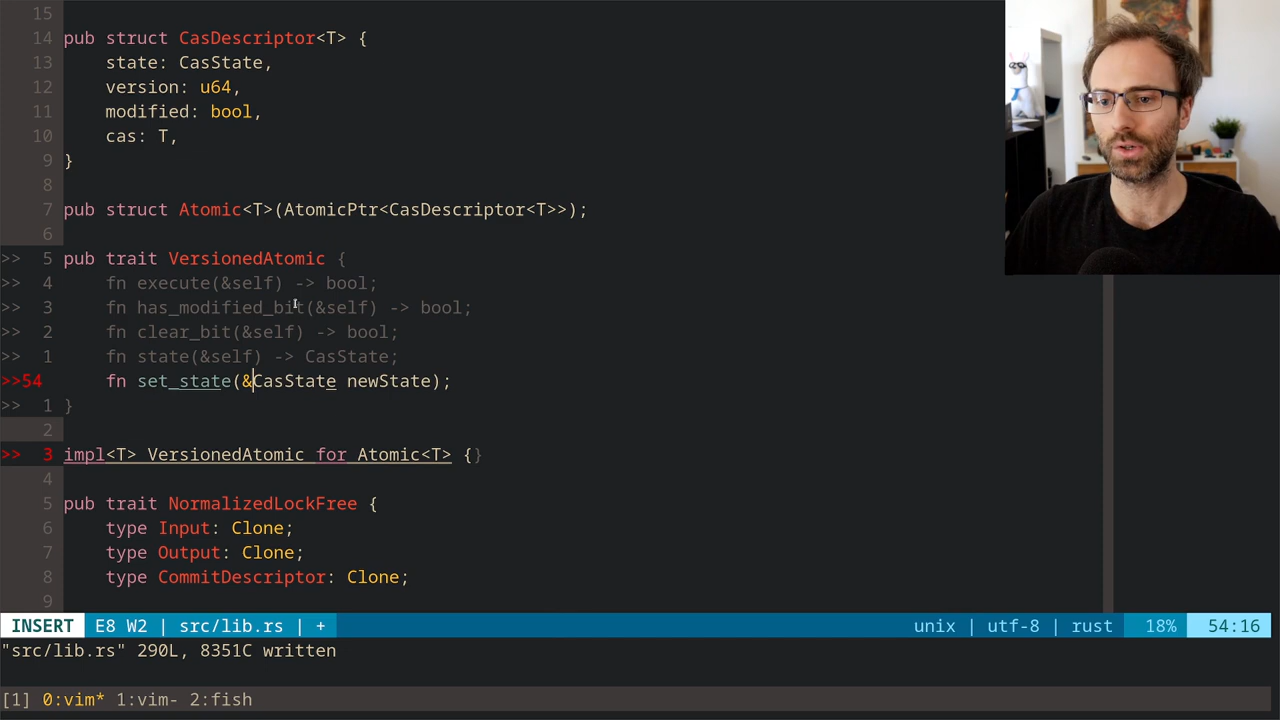 15
14 pub struct CasDescriptor<T> {
13     state: CasState,
12     version: u64,
11     modified: bool,
10     cas: T,
9 }
8
7 pub struct Atomic<T>(AtomicPtr<CasDescriptor<T>>);
6
>> 5 pub trait VersionedAtomic {
>> 4     fn execute(&self) -> bool;
>> 3     fn has_modified_bit(&self) -> bool;
>> 2     fn clear_bit(&self) -> bool;
>> 1     fn state(&self) -> CasState;
>>54     fn set_state(&CasState newState);
>> 1 }
2
>> 3 impl<T> VersionedAtomic for Atomic<T> {}
4
5 pub trait NormalizedLockFree {
6     type Input: Clone;
7     type Output: Clone;
8     type CommitDescriptor: Clone;
9
INSERT E8 W2 | src/lib.rs | + unix | utf-8 | rust 18% 54:16
"src/lib.rs" 290L, 8351C written
[1] 0:vim* 1:vim- 2:fish